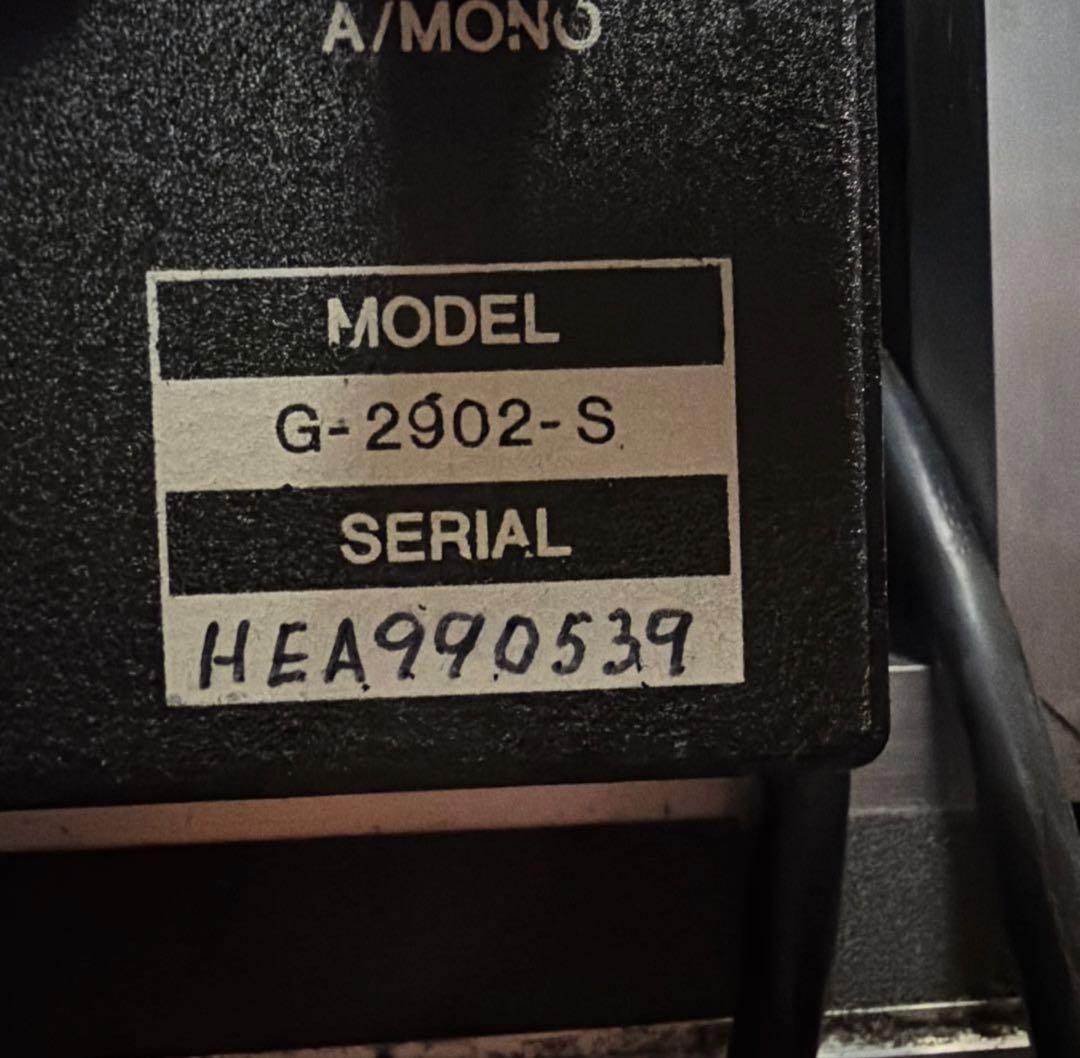 A/MONO
MODEL
G-2902-S
SERIAL
HEA990539